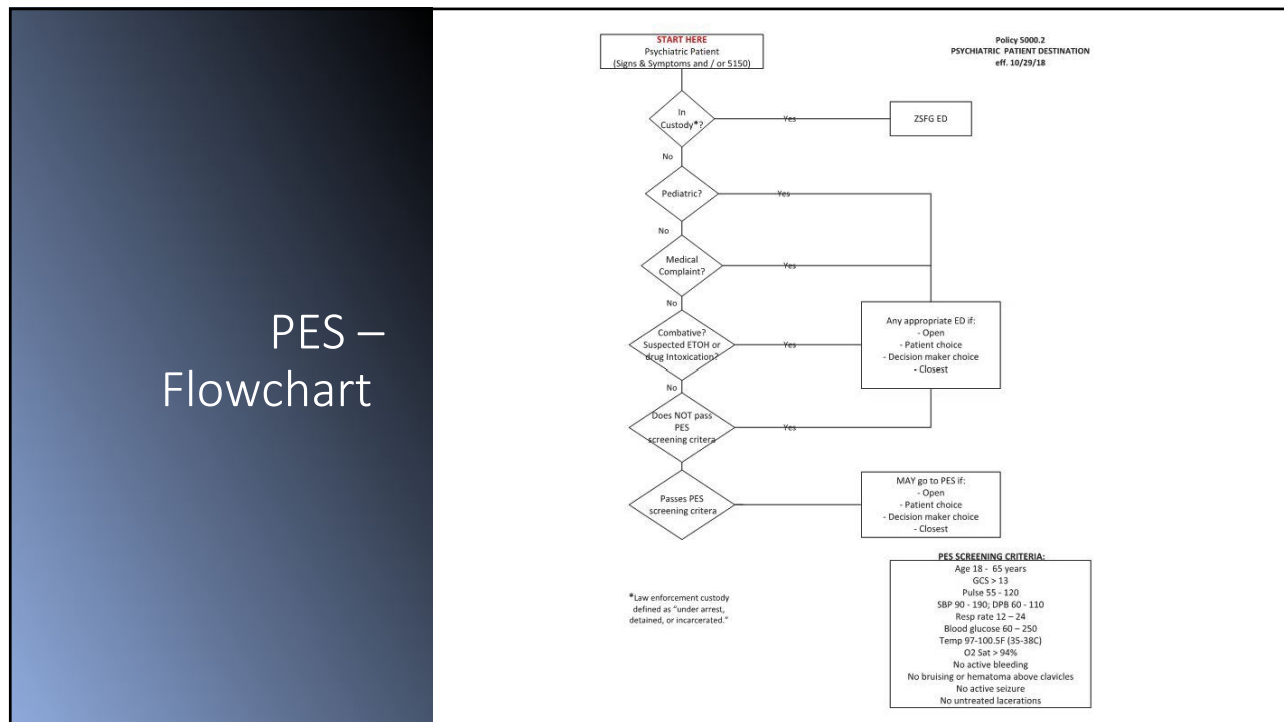 PES –
Flowchart
START HERE
Psychiatric Patient
(Signs & Symptoms and / or 5150)
Policy 5000.2
PSYCHIATRIC PATIENT DESTINATION
eff. 10/29/18
In
Custody*?
Yes
ZSFG ED
No
Pediatric?
Yes
No
Medical
Complaint?
Yes
No
Combative?
Suspected ETOH or
drug Intoxication?
Yes
Any appropriate ED if:
- Open
- Patient choice
- Decision maker choice
- Closest
No
Does NOT pass
PES
screening critera
Yes
Passes PES
screening critera
MAY go to PES if:
- Open
- Patient choice
- Decision maker choice
- Closest
*Law enforcement custody
defined as “under arrest,
detained, or incarcerated.”
PES SCREENING CRITERIA:
Age 18 - 65 years
GCS > 13
Pulse 55 - 120
SBP 90 - 190; DPB 60 - 110
Resp rate 12 – 24
Blood glucose 60 – 250
Temp 97-100.5F (35-38C)
O2 Sat > 94%
No active bleeding
No bruising or hematoma above clavicles
No active seizure
No untreated lacerations